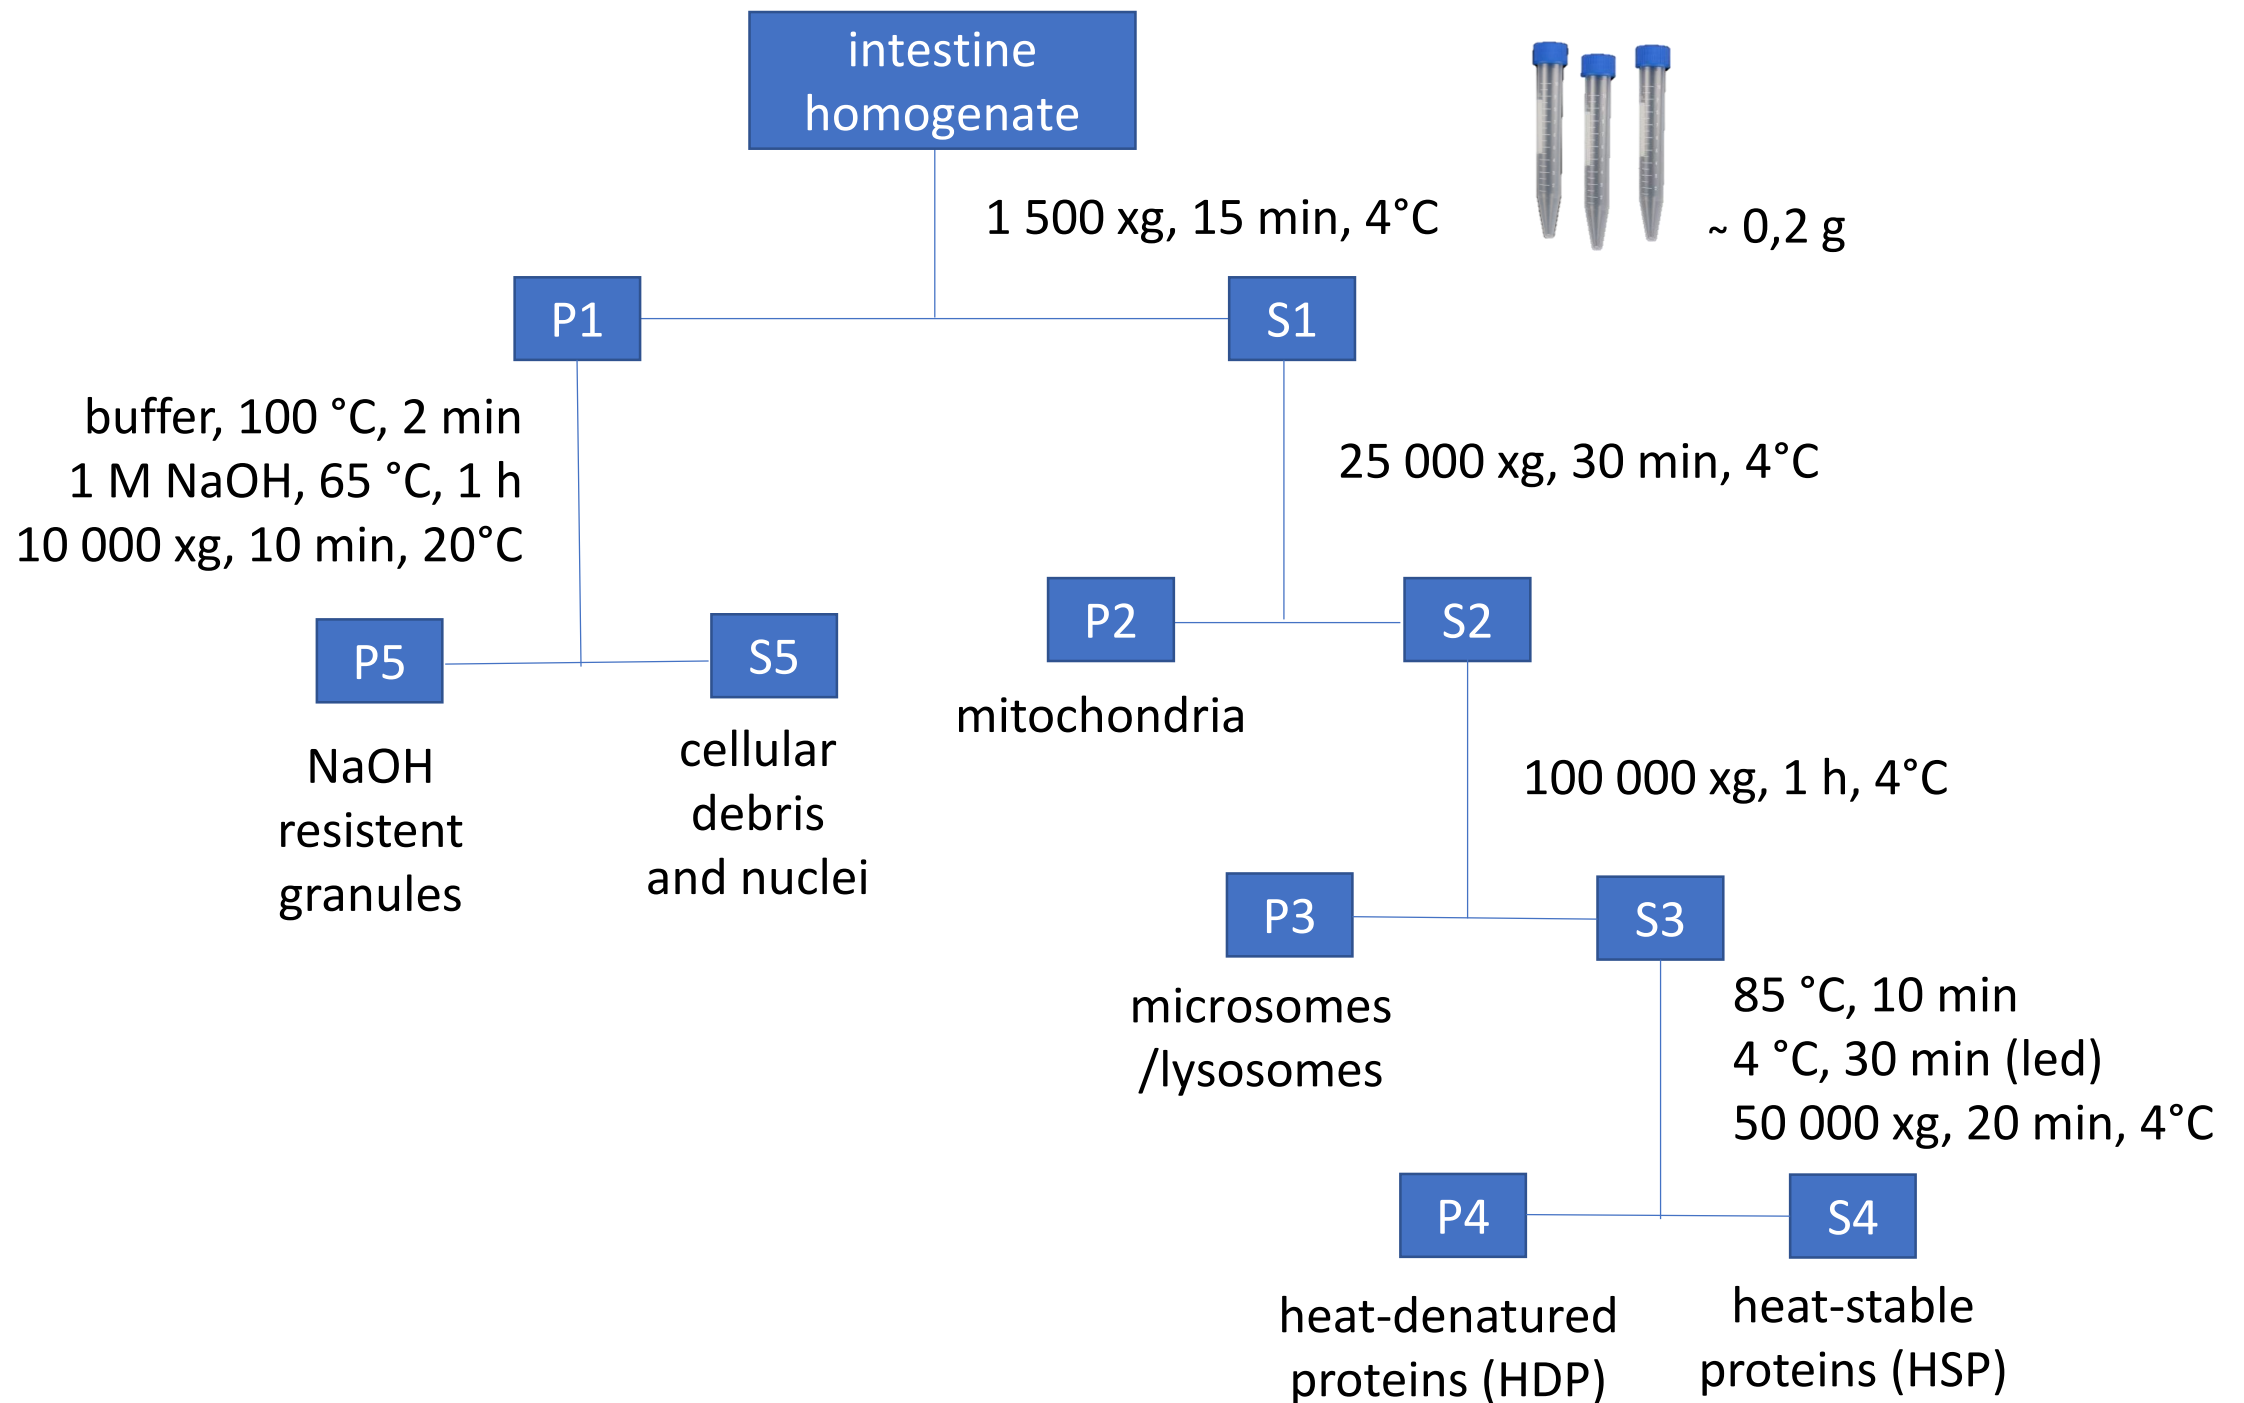 intestine
homogenate
1 500 xg, 15 min, 4°C
~ 0,2 g
P1
S1
buffer, 100 °C, 2 min
1 M NaOH, 65 °C, 1 h
10 000 xg, 10 min, 20°C
25 000 xg, 30 min, 4°C
P5
S5
P2
S2
NaOH
resistent
granules
cellular
debris
and nuclei
mitochondria
100 000 xg, 1 h, 4°C
P3
S3
microsomes
/lysosomes
85 °C, 10 min
4 °C, 30 min (led)
50 000 xg, 20 min, 4°C
P4
S4
heat-denatured
proteins (HDP)
heat-stable
proteins (HSP)